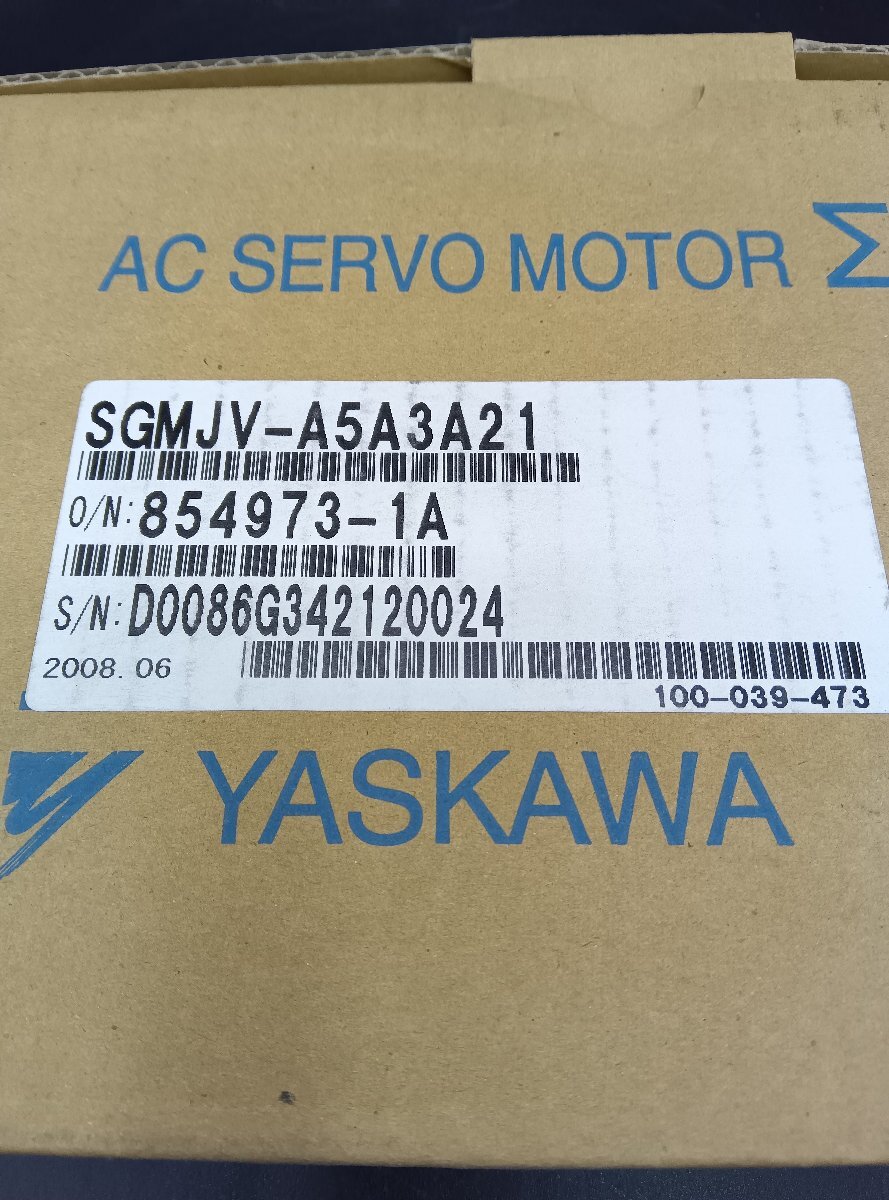 AC SERVO MOTOR Σ
SGMJV-A5A3A21
O/N: 854973-1A
S/N: D0086G342120024
2008. 06
100-039-473
YASKAWA